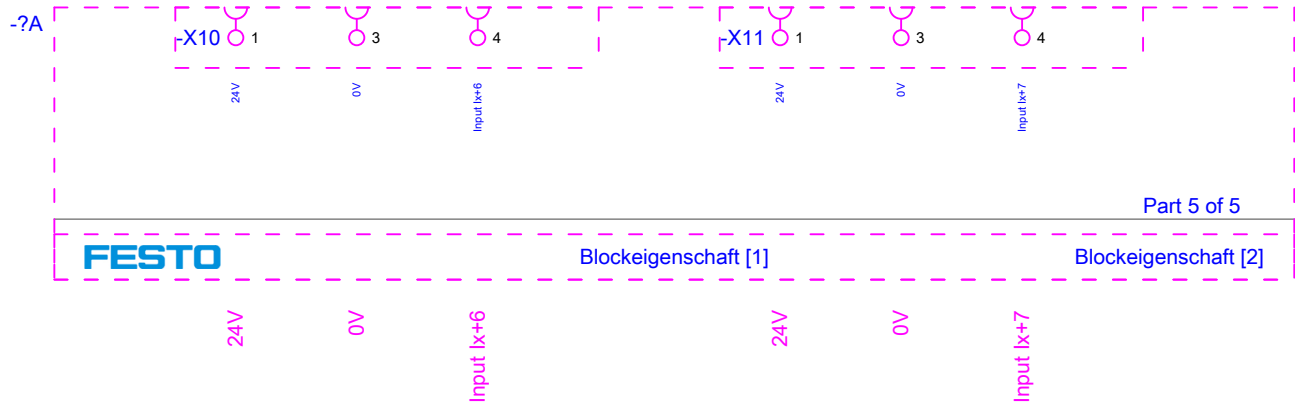 -?A
-X10 1 3 4 -X11 1 3 4
24V 0V Input Ix+6 24V 0V Input Ix+7
Part 5 of 5
FESTO Blockeigenschaft [1] Blockeigenschaft [2]
24V 0V Input Ix+6 24V 0V Input Ix+7